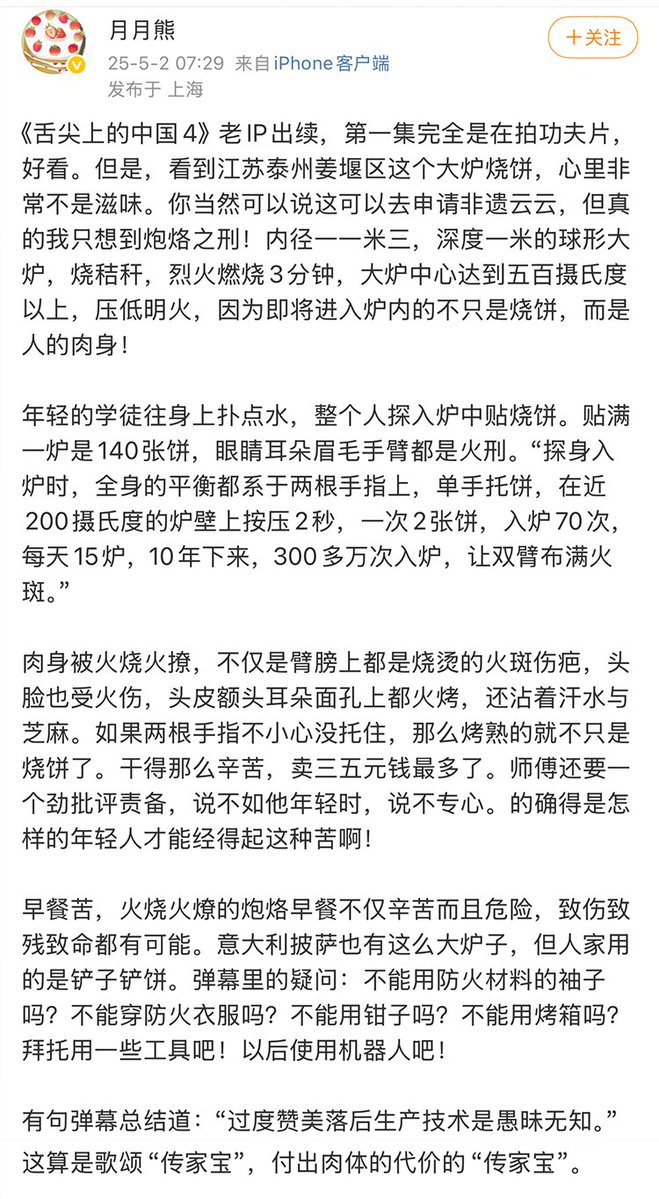 月月熊
＋关注
25-5-2 07:29 来自 iPhone客户端
发布于 上海
《舌尖上的中国4》老IP出续，第一集完全是在拍功夫片，
好看。但是，看到江苏泰州姜堰区这个大炉烧饼，心里非
常不是滋味。你当然可以说这可以去申请非遗云云，但真
的我只想到炮烙之刑！内径一一米三，深度一米的球形大
炉，烧秸秆，烈火燃烧3分钟，大炉中心达到五百摄氏度
以上，压低明火，因为即将进入炉内的不只是烧饼，而是
人的肉身！
年轻的学徒往身上扑点水，整个人探入炉中贴烧饼。贴满
一炉是140张饼，眼睛耳朵眉毛手臂都是火刑。“探身入
炉时，全身的平衡都系于两根手指上，单手托饼，在近
200摄氏度的炉壁上按压2秒，一次2张饼，入炉70次，
每天15炉，10年下来，300多万次入炉，让双臂布满火
斑。”
肉身被火烧火撩，不仅是臂膀上都是烧烫的火斑伤疤，头
脸也受火伤，头皮额头耳朵面孔上都火烤，还沾着汗水与
芝麻。如果两根手指不小心没托住，那么烤熟的就不只是
烧饼了。干得那么辛苦，卖三五元钱最多了。师傅还要一
个劲批评责备，说不如他年轻时，说不专心。的确得是怎
样的年轻人才能经得起这种苦啊！
早餐苦，火烧火燎的炮烙早餐不仅辛苦而且危险，致伤致
残致命都有可能。意大利披萨也有这么大炉子，但人家用
的是铲子铲饼。弹幕里的疑问：不能用防火材料的袖子
吗？不能穿防火衣服吗？不能用钳子吗？不能用烤箱吗？
拜托用一些工具吧！以后使用机器人吧！
有句弹幕总结道：“过度赞美落后生产技术是愚昧无知。”
这算是歌颂“传家宝”，付出肉体的代价的“传家宝”。